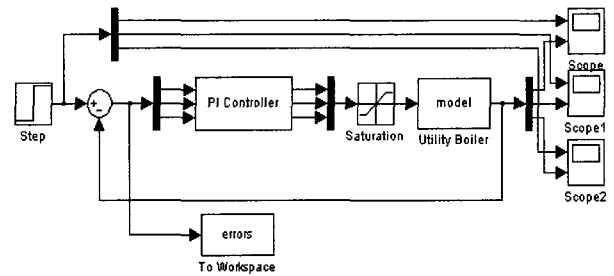 Scope
PI Controller
model
+
-
Step
Saturation
Utility Boiler
Scope1
Scope2
errors
To Workspace